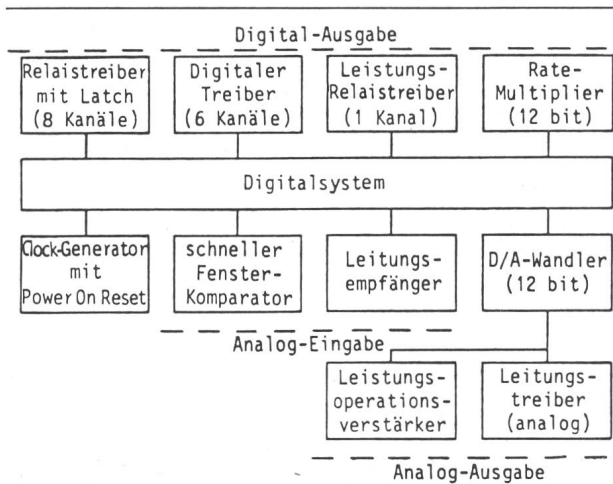 Digital-Ausgabe
Relaistreiber
mit Latch
(8 Kanäle)
Digitaler
Treiber
(6 Kanäle)
Leistungs-
Relaistreiber
(1 Kanal)
Rate-
Multiplier
(12 bit)
Digitalsystem
Clock-Generator
mit
Power On Reset
schneller
Fenster-
Komparator
Leitungs-
empfänger
D/A-Wandler
(12 bit)
Analog-Eingabe
Leistungs-
operations-
verstärker
Leitungs-
treiber
(analog)
Analog-Ausgabe